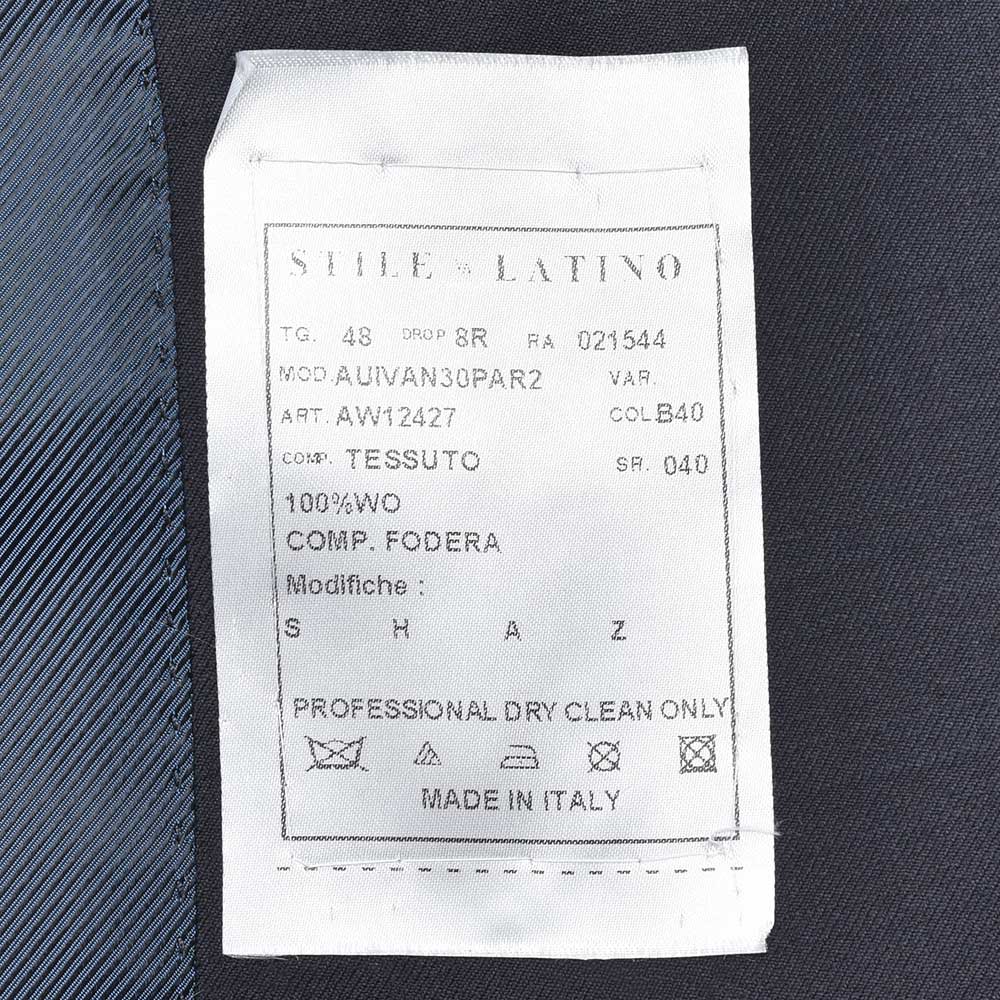 STILE LATINO
TG. 48 DROP 8R RA 021544
MOD. AUIVAN30PAR2 VAR.
ART. AW12427 COL. B40
COMP. TESSUTO SR. 040
100%WO
COMP. FODERA
Modifiche :
S H A Z
PROFESSIONAL DRY CLEAN ONLY
MADE IN ITALY